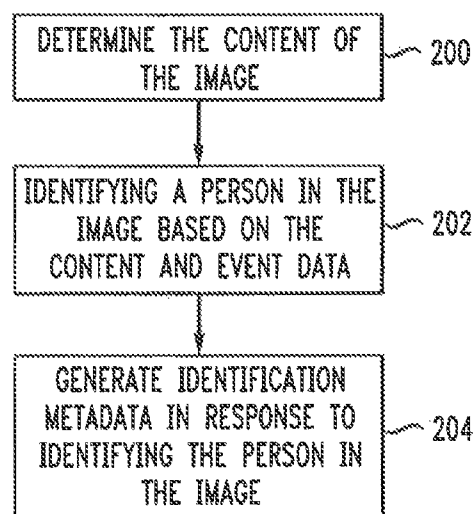 DETERMINE THE CONTENT OF
THE IMAGE
200
IDENTIFYING A PERSON IN THE
IMAGE BASED ON THE
CONTENT AND EVENT DATA
202
GENERATE IDENTIFICATION
METADATA IN RESPONSE TO
IDENTIFYING THE PERSON IN
THE IMAGE
204